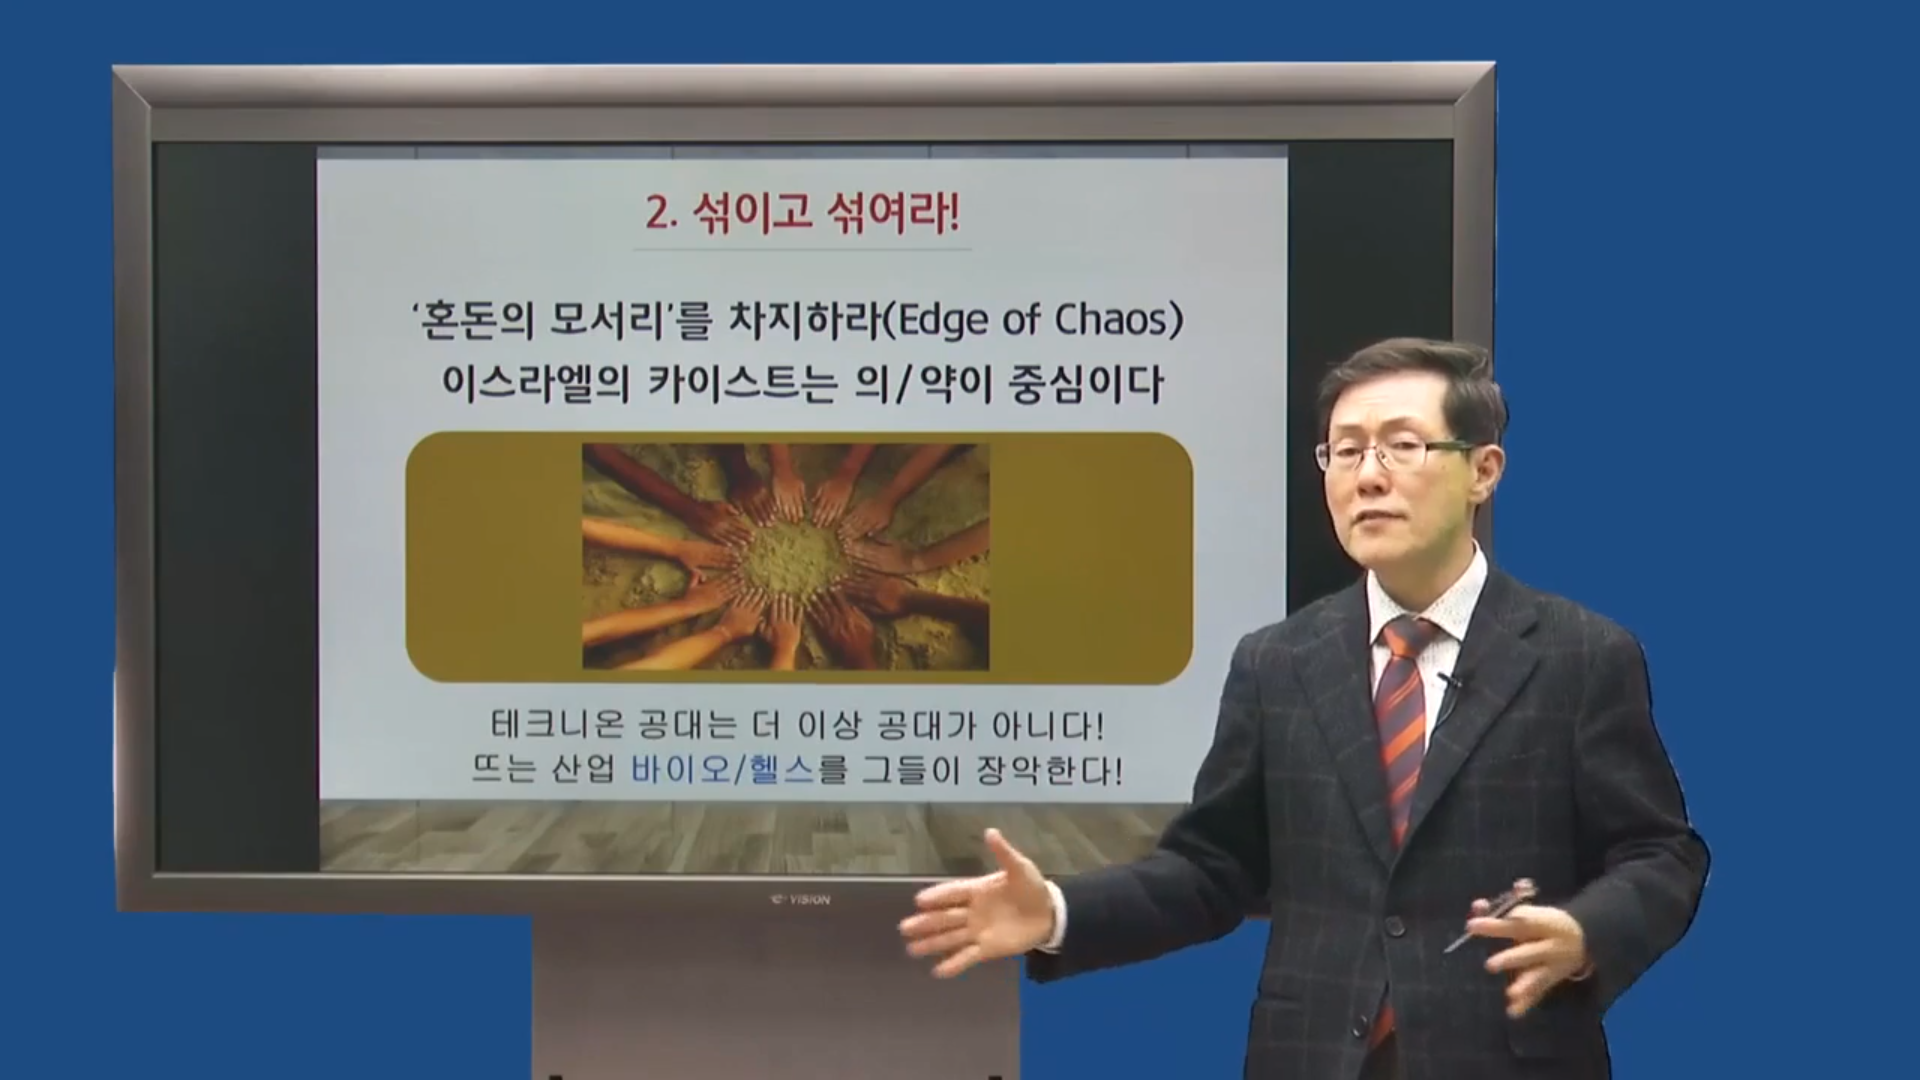 2. 섞이고 섞여라!
‘혼돈의 모서리’를 차지하라(Edge of Chaos)
이스라엘의 카이스트는 의/약이 중심이다
테크니온 공대는 더 이상 공대가 아니다!
뜨는 산업 바이오/헬스를 그들이 장악한다!
e-VISION